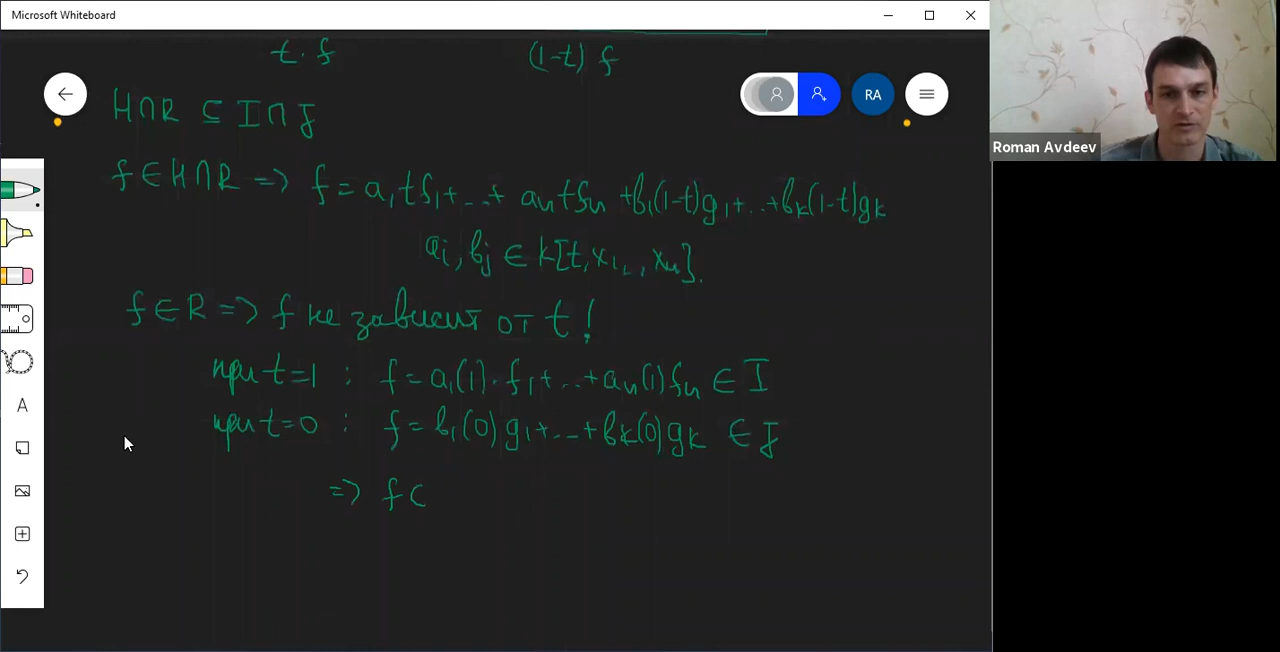 Microsoft Whiteboard
t · f (1-t) f
H∩R ⊆ I∩J
RA
Roman Avdeev
f ∈ H∩R => f = a₁tf₁+...+ aₙtfₙ +b₁(1-t)g₁+...+bₖ(1-t)gₖ
aᵢ, bⱼ ∈ k[t, x₁,..., xₙ].
f ∈ R => f не зависит от t!
при t=1 : f = a₁(1)·f₁+...+aₙ(1)fₙ ∈ I
A
при t=0 : f = b₁(0)g₁+...+bₖ(0)gₖ ∈ J
=> f c